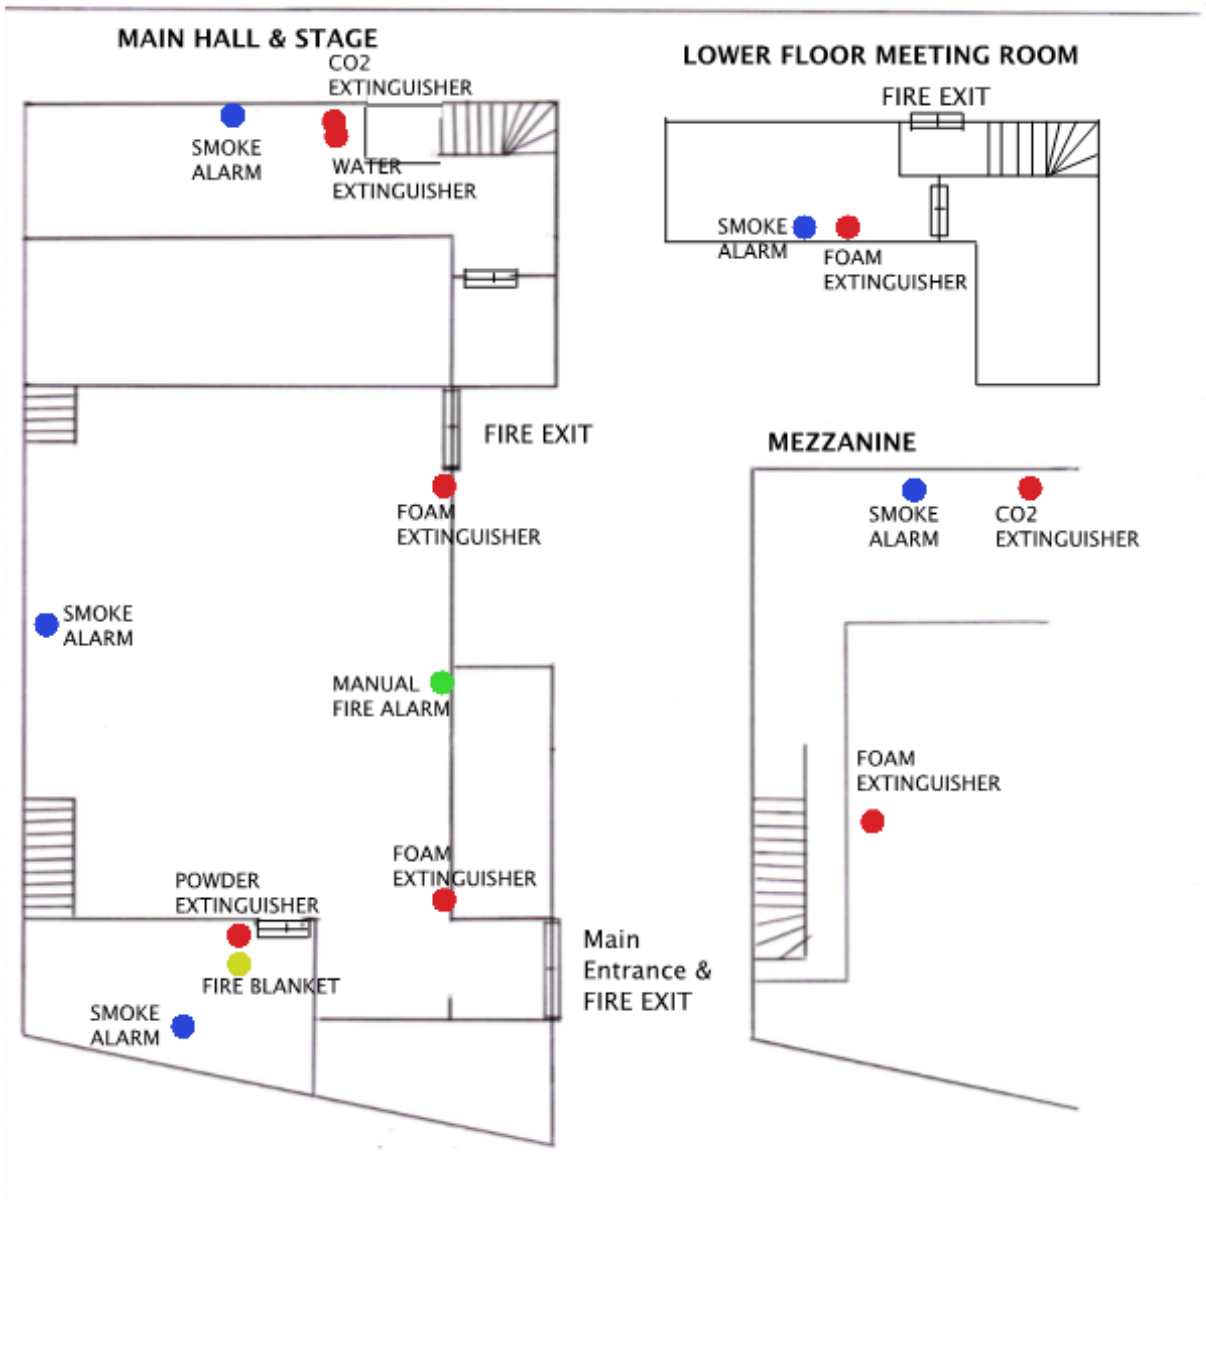 MAIN HALL & STAGE
CO2
EXTINGUISHER
SMOKE
ALARM
WATER
EXTINGUISHER
FIRE EXIT
FOAM
EXTINGUISHER
SMOKE
ALARM
MANUAL
FIRE ALARM
FOAM
EXTINGUISHER
POWDER
EXTINGUISHER
FIRE BLANKET
SMOKE
ALARM
Main
Entrance &
FIRE EXIT
LOWER FLOOR MEETING ROOM
FIRE EXIT
SMOKE
ALARM
FOAM
EXTINGUISHER
MEZZANINE
SMOKE
ALARM
CO2
EXTINGUISHER
FOAM
EXTINGUISHER